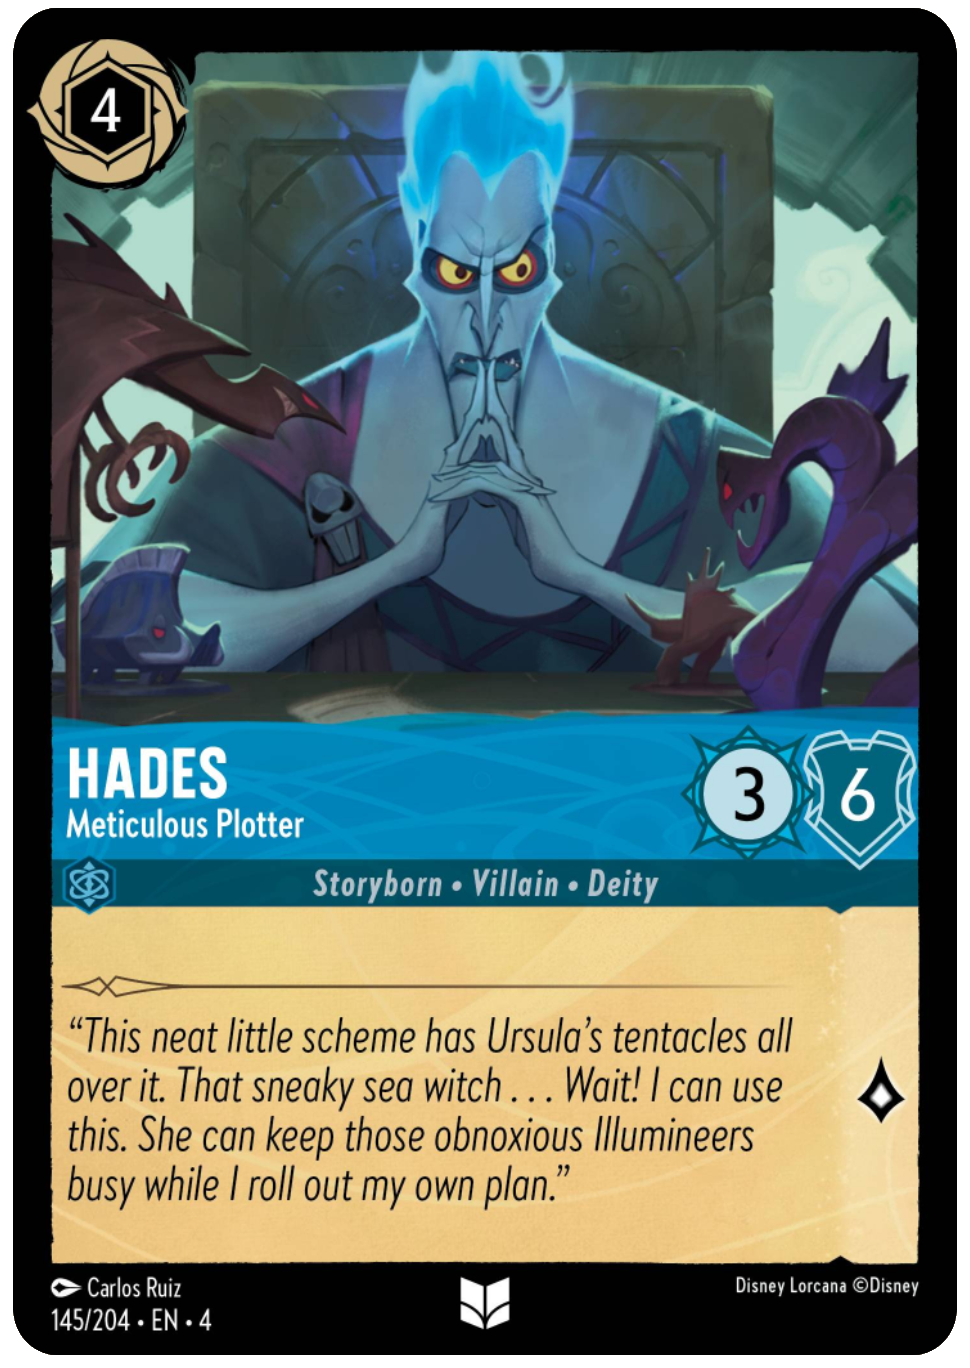 4
HADES
Meticulous Plotter
3
6
Storyborn • Villain • Deity
“This neat little scheme has Ursula’s tentacles all
over it. That sneaky sea witch . . . Wait! I can use
this. She can keep those obnoxious Illumineers
busy while I roll out my own plan.”
Carlos Ruiz
Disney Lorcana ©Disney
145/204 • EN • 4